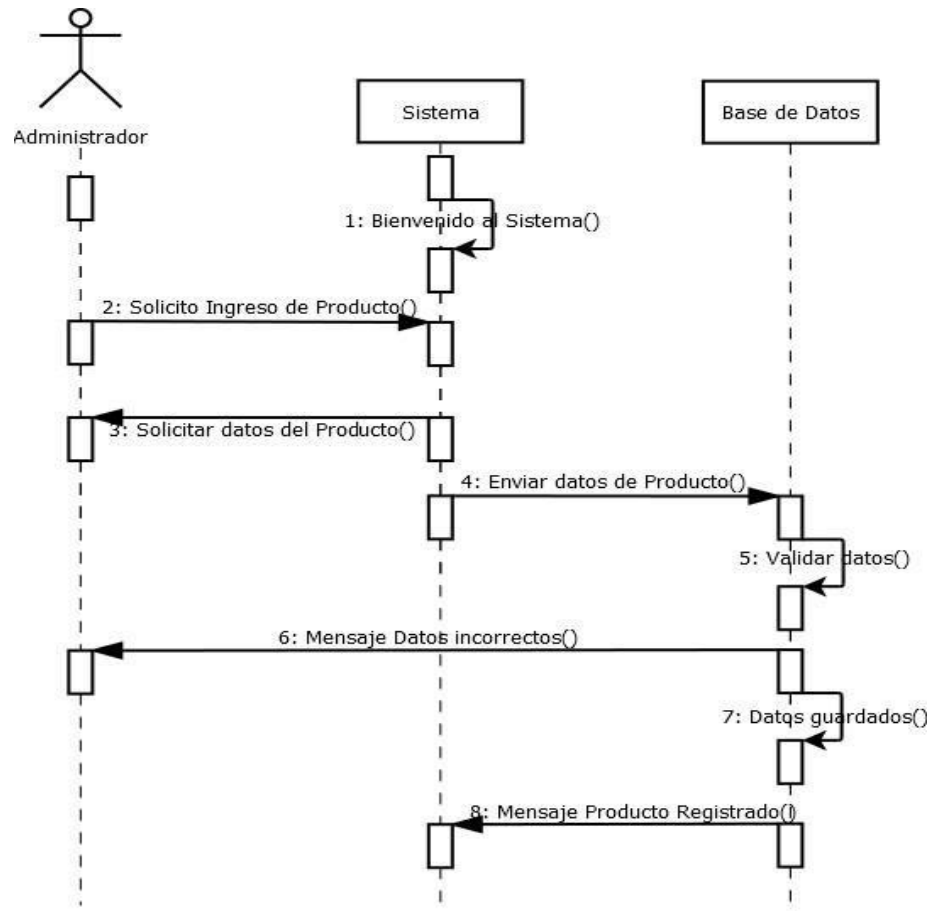 Administrador
Sistema
Base de Datos
1: Bienvenido al Sistema()
2: Solicito Ingreso de Producto()
3: Solicitar datos del Producto()
4: Enviar datos de Producto()
5: Validar datos()
6: Mensaje Datos incorrectos()
7: Datos guardados()
8: Mensaje Producto Registrado()